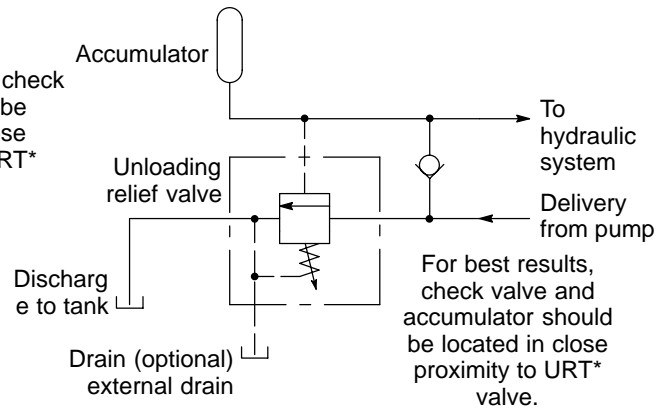 Accumulator
check
be
se
RT*
To
hydraulic
system
Unloading
relief valve
Delivery
from pump
Discharg
e to tank
For best results,
check valve and
accumulator should
be located in close
proximity to URT*
valve.
Drain (optional)
external drain